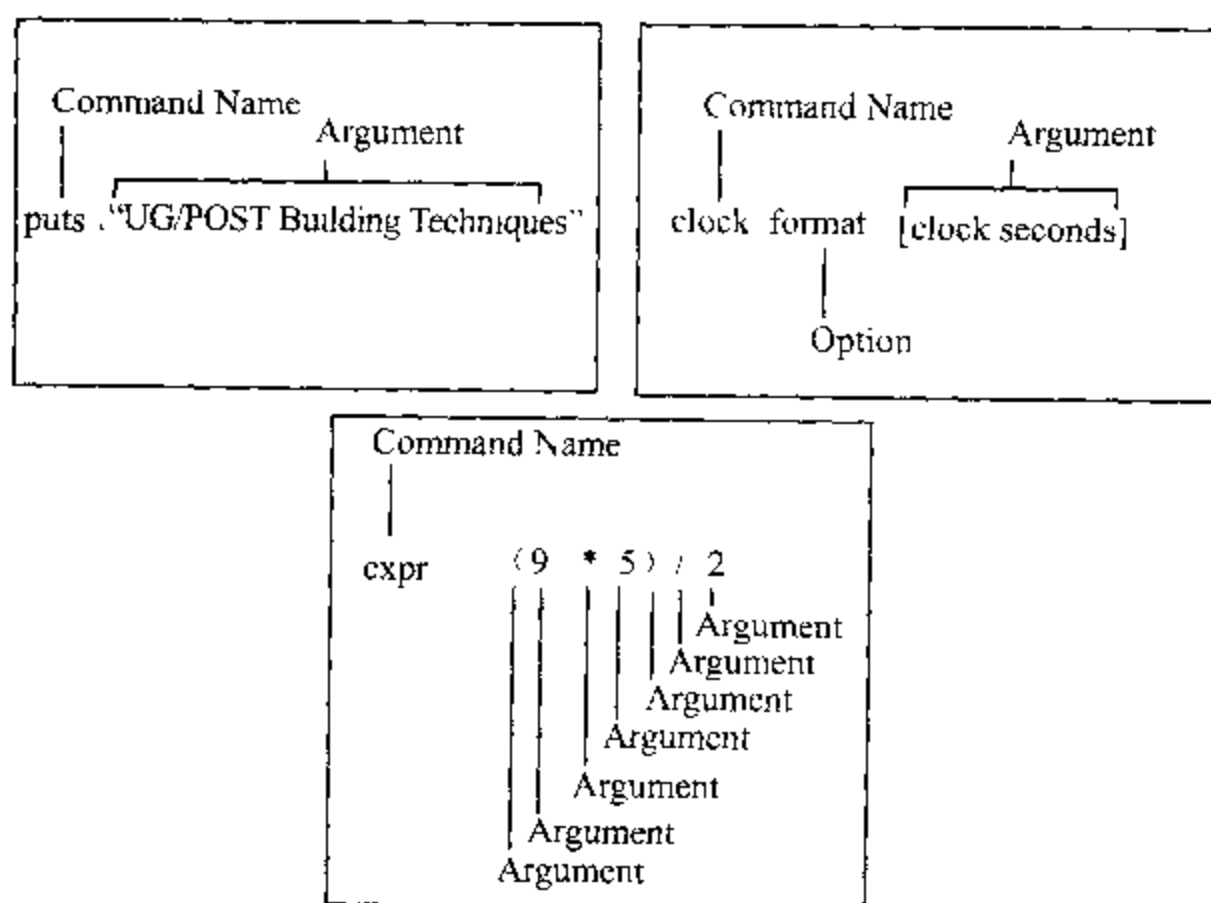 Command Name
Argument
puts "UG/POST Building Techniques"
Command Name
Argument
clock format [clock seconds]
Option
Command Name
expr (9 * 5) / 2
Argument
Argument
Argument
Argument
Argument
Argument
Argument